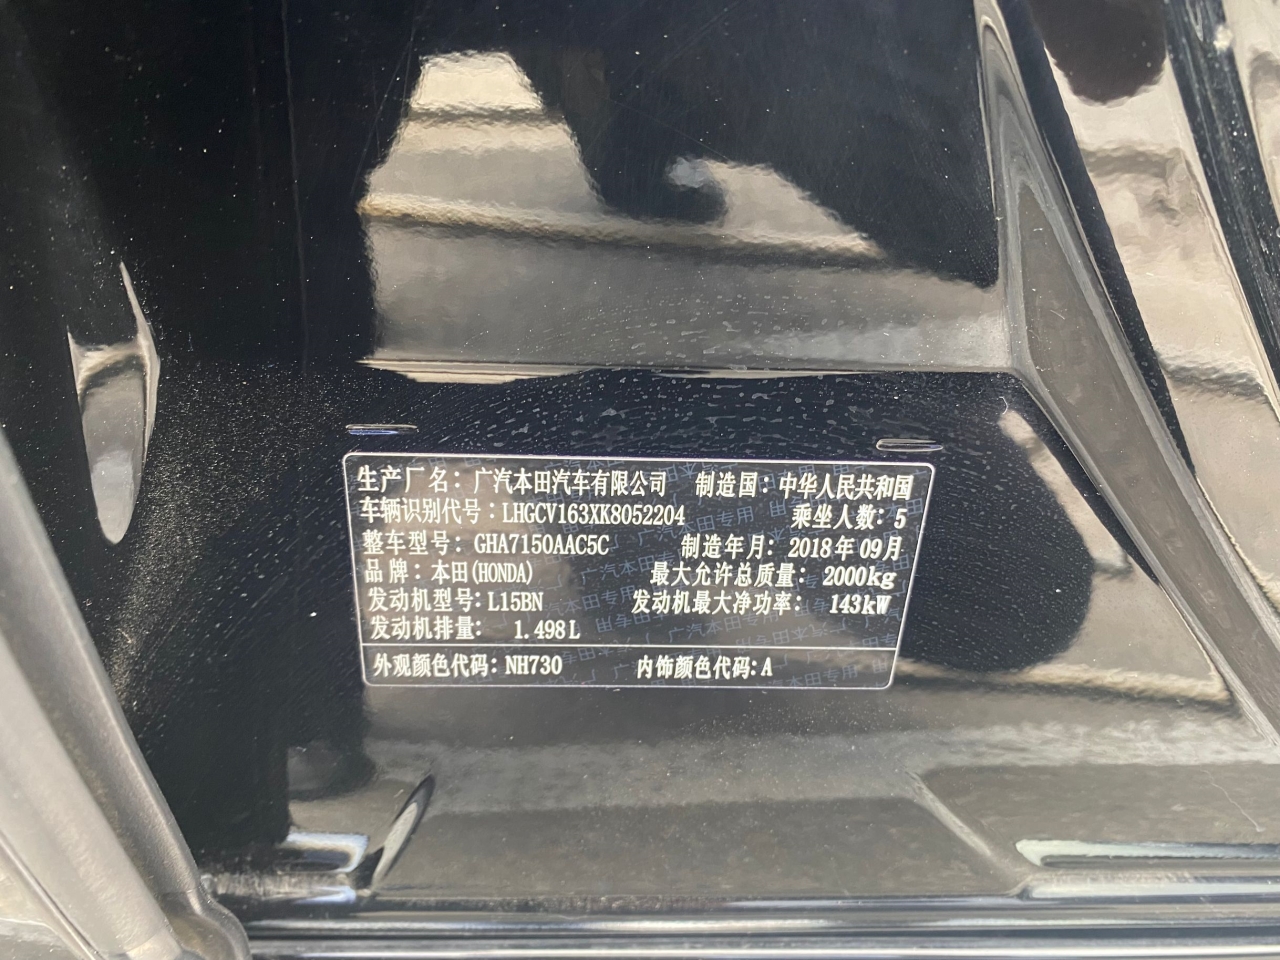 生产厂名：广汽本田汽车有限公司 制造国：中华人民共和国
车辆识别代号：LHGCV163XK8052204 乘坐人数：5
整车型号：GHA7150AAC5C 制造年月：2018年09月
品牌：本田(HONDA) 最大允许总质量：2000kg
发动机型号：L15BN 发动机最大净功率：143kW
发动机排量：1.498L
外观颜色代码：NH730 内饰颜色代码：A